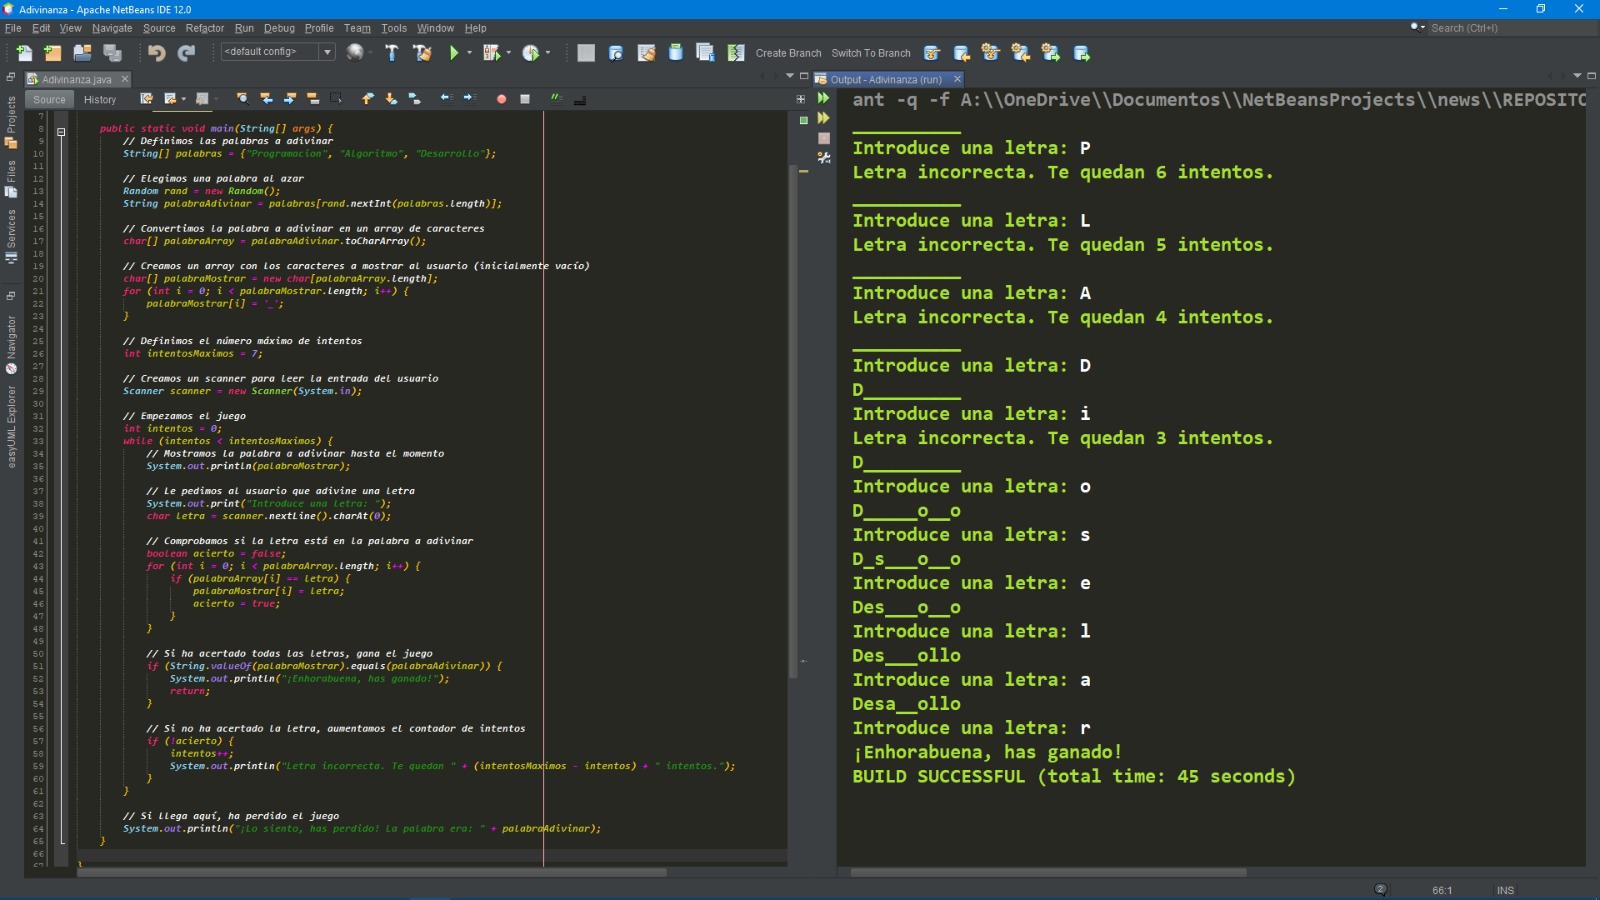 Adivinanza - Apache NetBeans IDE 12.0
File Edit View Navigate Source Refactor Run Debug Profile Team Tools Window Help
Search (Ctrl+I)
<default config>
Create Branch Switch To Branch
Adivinanza.java
Source History
Projects
Files
Services
Navigator
easyUML Explorer
7
8 public static void main(String[] args) {
9 // Definimos las palabras a adivinar
10 String[] palabras = {"Programacion", "Algoritmo", "Desarrollo"};
11
12 // Elegimos una palabra al azar
13 Random rand = new Random();
14 String palabraAdivinar = palabras[rand.nextInt(palabras.length)];
15
16 // Convertimos la palabra a adivinar en un array de caracteres
17 char[] palabraArray = palabraAdivinar.toCharArray();
18
19 // Creamos un array con los caracteres a mostrar al usuario (inicialmente vacío)
20 char[] palabraMostrar = new char[palabraArray.length];
21 for (int i = 0; i < palabraMostrar.length; i++) {
22 palabraMostrar[i] = '_';
23 }
24
25 // Definimos el número máximo de intentos
26 int intentosMaximos = 7;
27
28 // Creamos un scanner para leer la entrada del usuario
29 Scanner scanner = new Scanner(System.in);
30
31 // Empezamos el juego
32 int intentos = 0;
33 while (intentos < intentosMaximos) {
34 // Mostramos la palabra a adivinar hasta el momento
35 System.out.println(palabraMostrar);
36
37 // Le pedimos al usuario que adivine una letra
38 System.out.print("Introduce una letra: ");
39 char letra = scanner.nextLine().charAt(0);
40
41 // Comprobamos si la letra está en la palabra a adivinar
42 boolean acierto = false;
43 for (int i = 0; i < palabraArray.length; i++) {
44 if (palabraArray[i] == letra) {
45 palabraMostrar[i] = letra;
46 acierto = true;
47 }
48 }
49
50 // Si ha acertado todas las letras, gana el juego
51 if (String.valueOf(palabraMostrar).equals(palabraAdivinar)) {
52 System.out.println("¡Enhorabuena, has ganado!");
53 return;
54 }
55
56 // Si no ha acertado la letra, aumentamos el contador de intentos
57 if (!acierto) {
58 intentos++;
59 System.out.println("Letra incorrecta. Te quedan " + (intentosMaximos - intentos) + " intentos.");
60 }
61 }
62
63 // Si llega aquí, ha perdido el juego
64 System.out.println("¡Lo siento, has perdido! La palabra era: " + palabraAdivinar);
65 }
66
67 }
Output - Adivinanza (run)
ant -q -f A:\\OneDrive\\Documentos\\NetBeansProjects\\news\\REPOSITO
__________
Introduce una letra: P
Letra incorrecta. Te quedan 6 intentos.
__________
Introduce una letra: L
Letra incorrecta. Te quedan 5 intentos.
__________
Introduce una letra: A
Letra incorrecta. Te quedan 4 intentos.
__________
Introduce una letra: D
D_________
Introduce una letra: i
Letra incorrecta. Te quedan 3 intentos.
D_________
Introduce una letra: o
D_____o__o
Introduce una letra: s
D_s___o__o
Introduce una letra: e
Des___o__o
Introduce una letra: l
Des___ollo
Introduce una letra: a
Desa__ollo
Introduce una letra: r
¡Enhorabuena, has ganado!
BUILD SUCCESSFUL (total time: 45 seconds)
2
66:1
INS